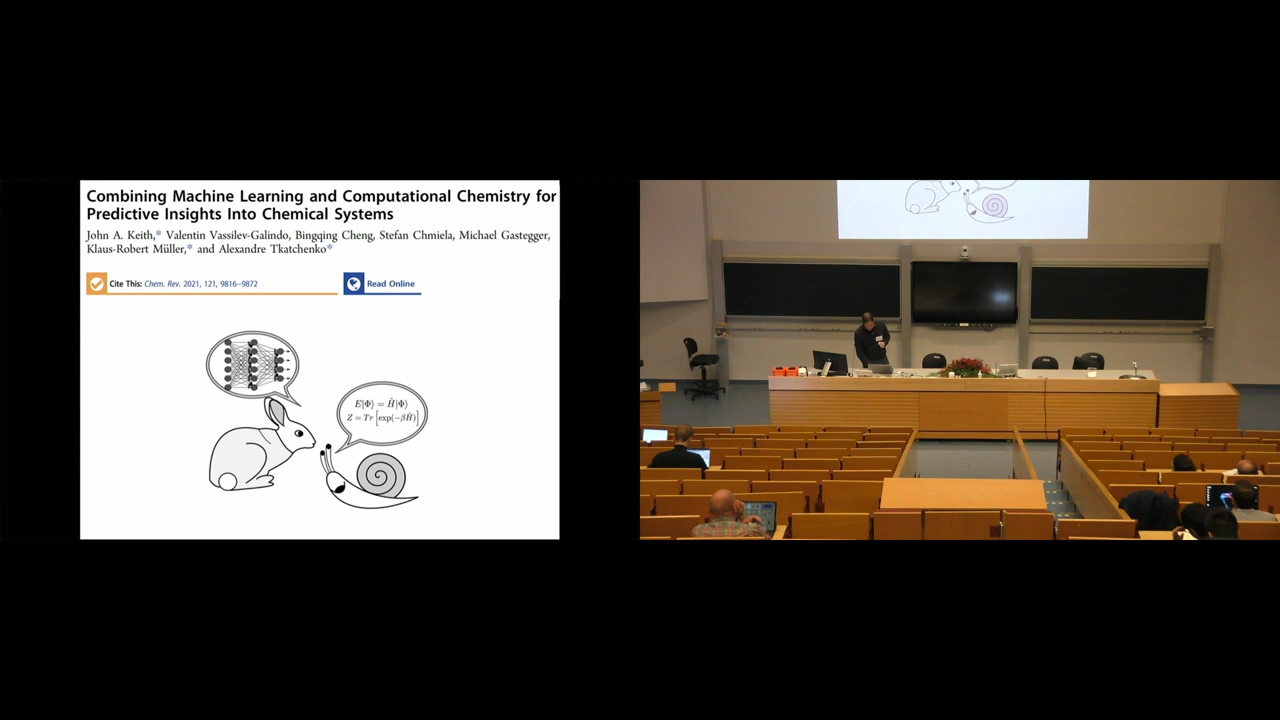 Combining Machine Learning and Computational Chemistry for
Predictive Insights Into Chemical Systems
John A. Keith,* Valentin Vassilev-Galindo, Bingqing Cheng, Stefan Chmiela, Michael Gastegger,
Klaus-Robert Müller,* and Alexandre Tkatchenko*
Cite This: Chem. Rev. 2021, 121, 9816–9872
Read Online
E|Φ⟩ = Ĥ|Φ⟩
Z = Tr [exp(−βĤ)]